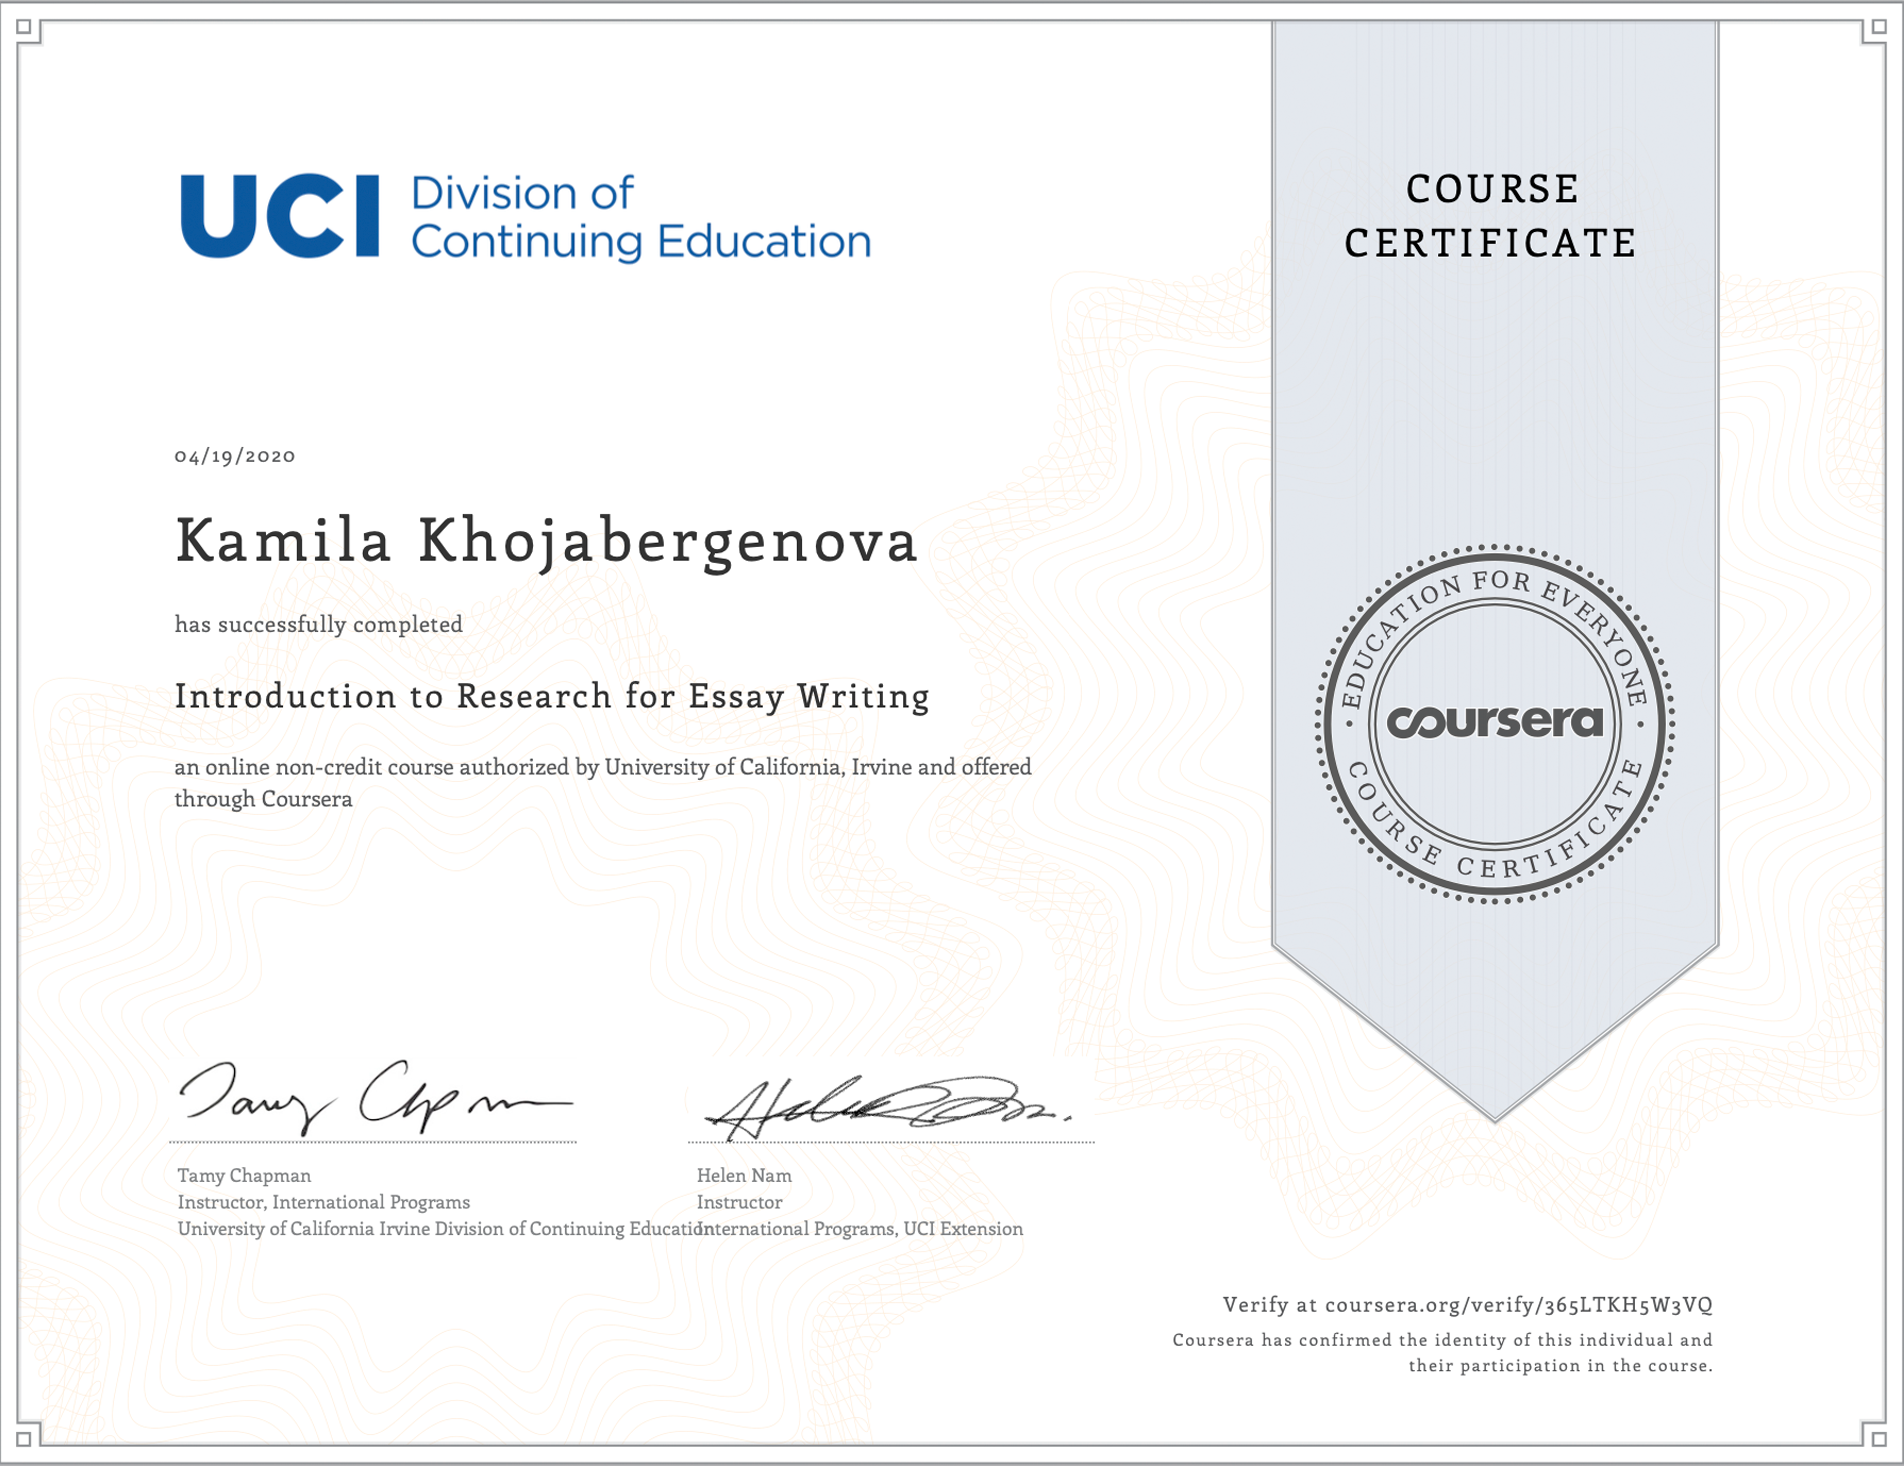 UCI Division of
Continuing Education
COURSE
CERTIFICATE
04/19/2020
Kamila Khojabergenova
has successfully completed
Introduction to Research for Essay Writing
an online non-credit course authorized by University of California, Irvine and offered
through Coursera
EDUCATION FOR EVERYONE
coursera
COURSE CERTIFICATE
Tamy Chapman
Instructor, International Programs
University of California Irvine Division of Continuing Education
Helen Nam
Instructor
International Programs, UCI Extension
Verify at coursera.org/verify/365LTKH5W3VQ
Coursera has confirmed the identity of this individual and
their participation in the course.